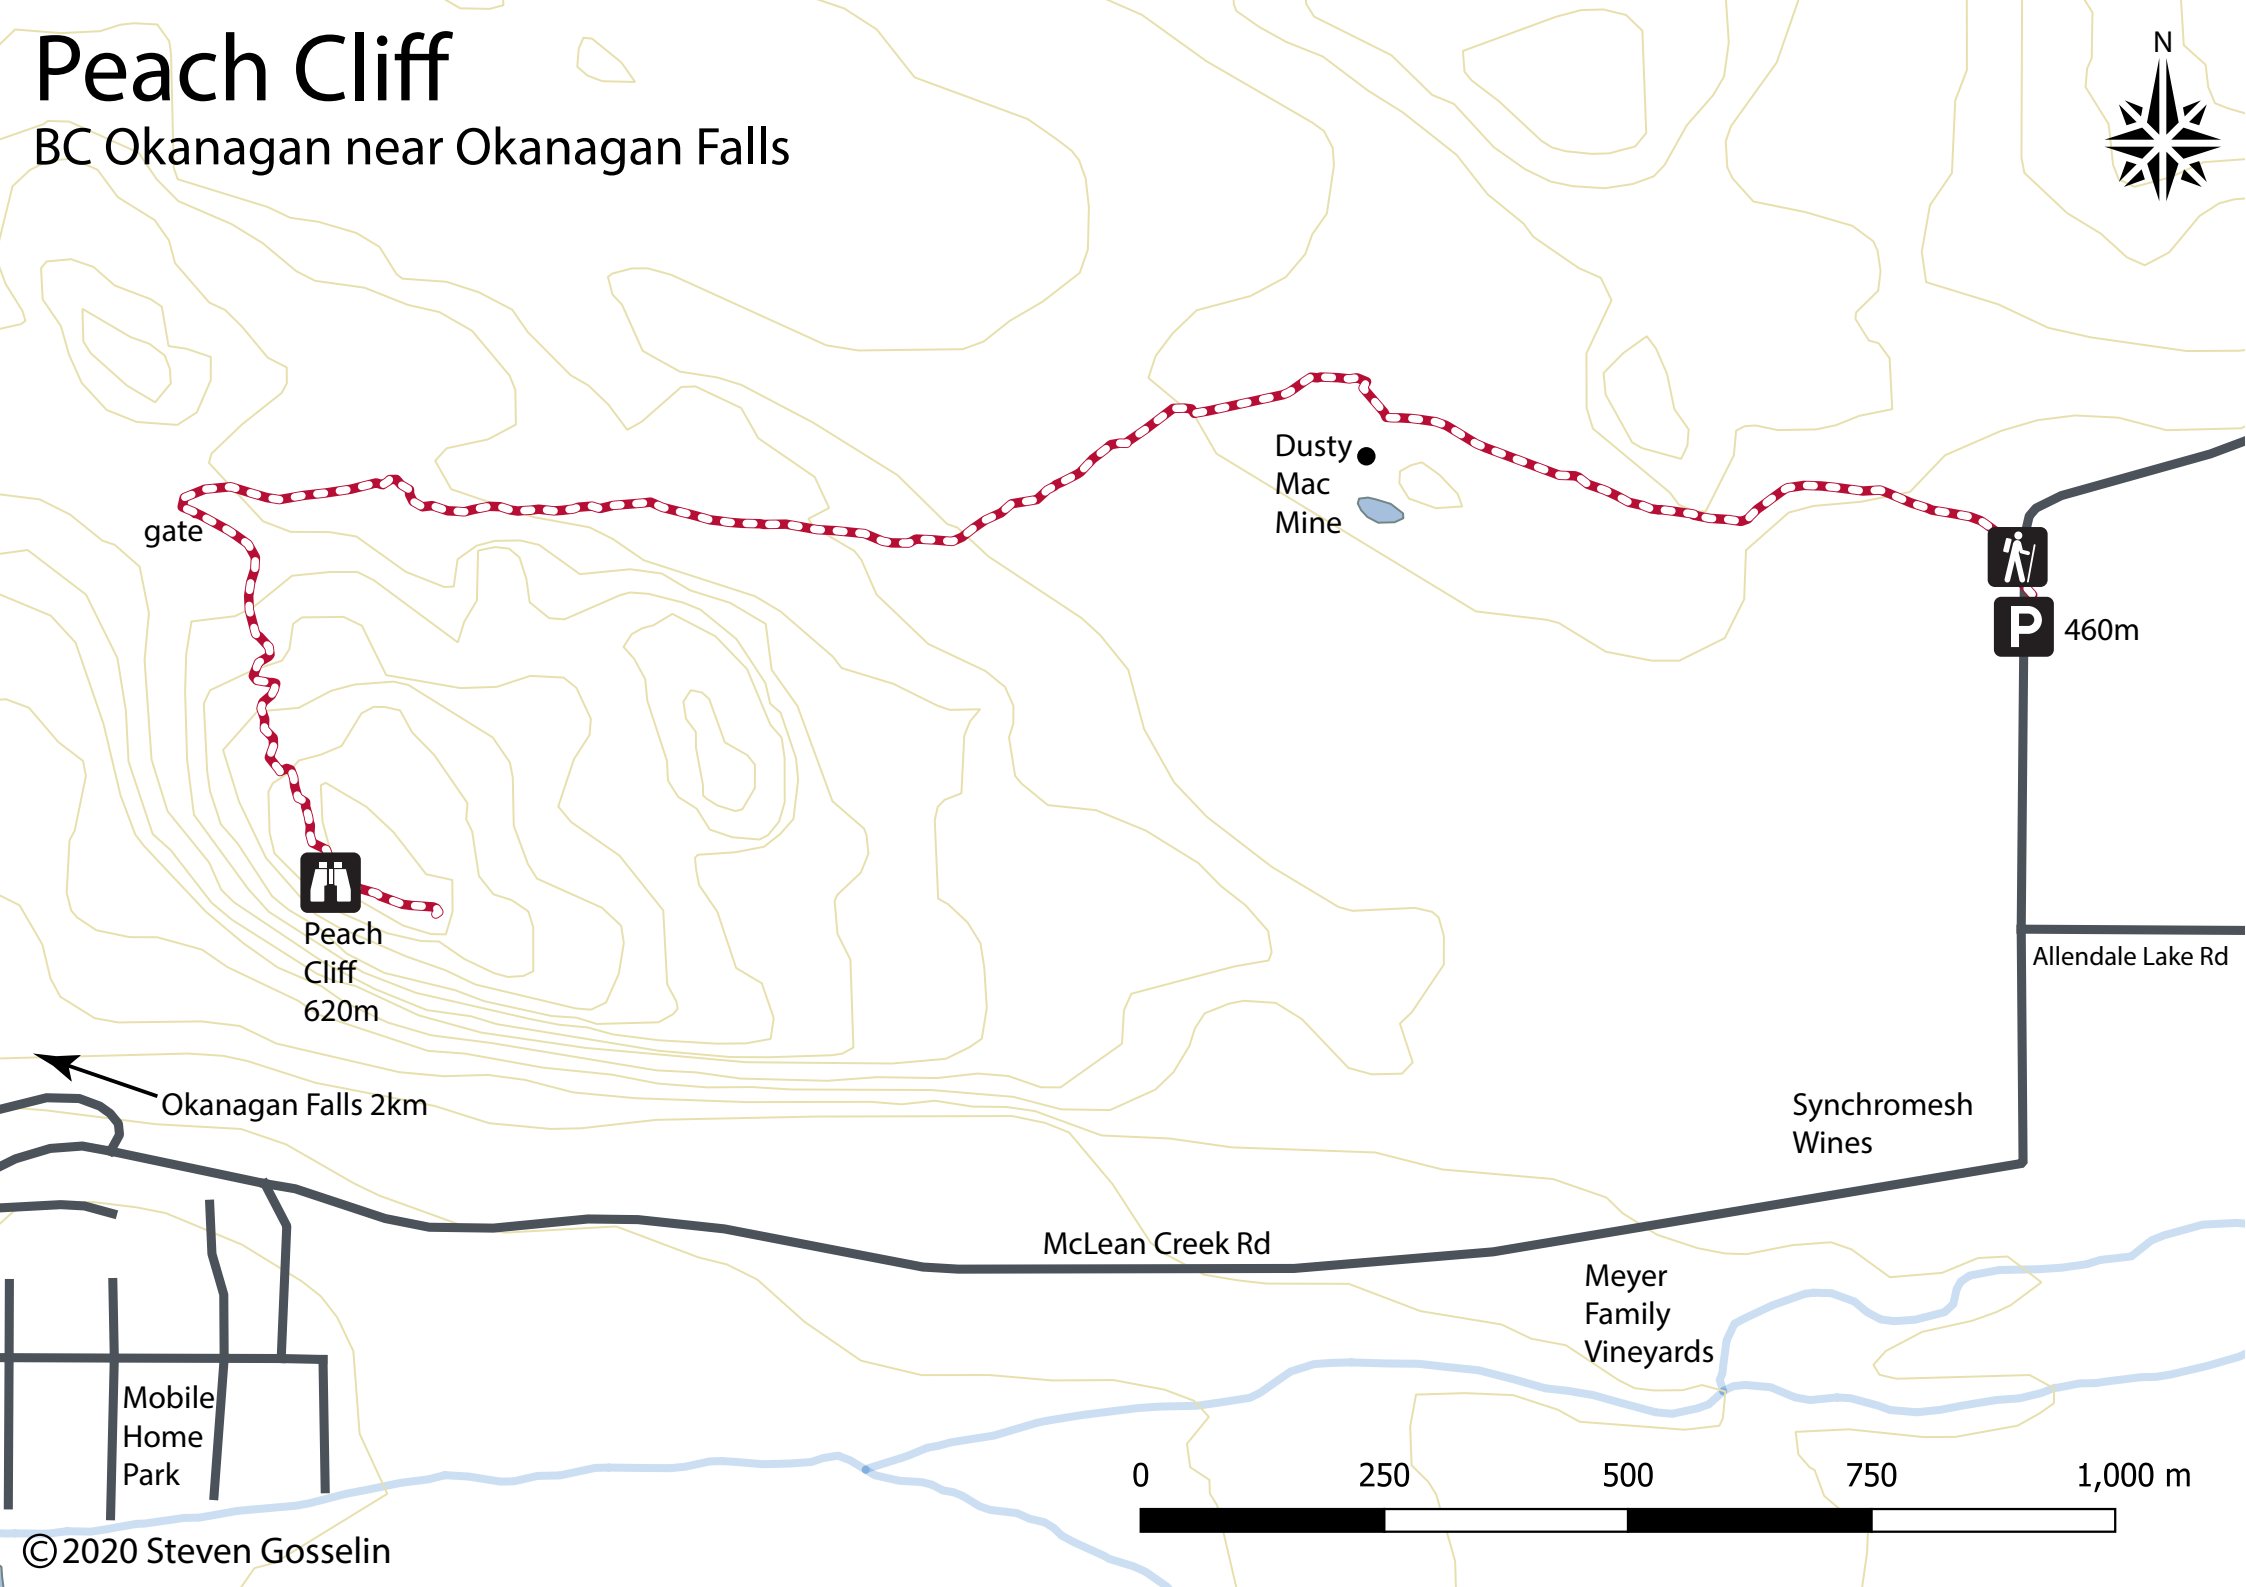 Peach Cliff
BC Okanagan near Okanagan Falls
N
Dusty
Mac
Mine
gate
P
460m
Peach
Cliff
620m
Allendale Lake Rd
Okanagan Falls 2km
Synchromesh
Wines
McLean Creek Rd
Meyer
Family
Vineyards
Mobile
Home
Park
0 250 500 750 1,000 m
©2020 Steven Gosselin